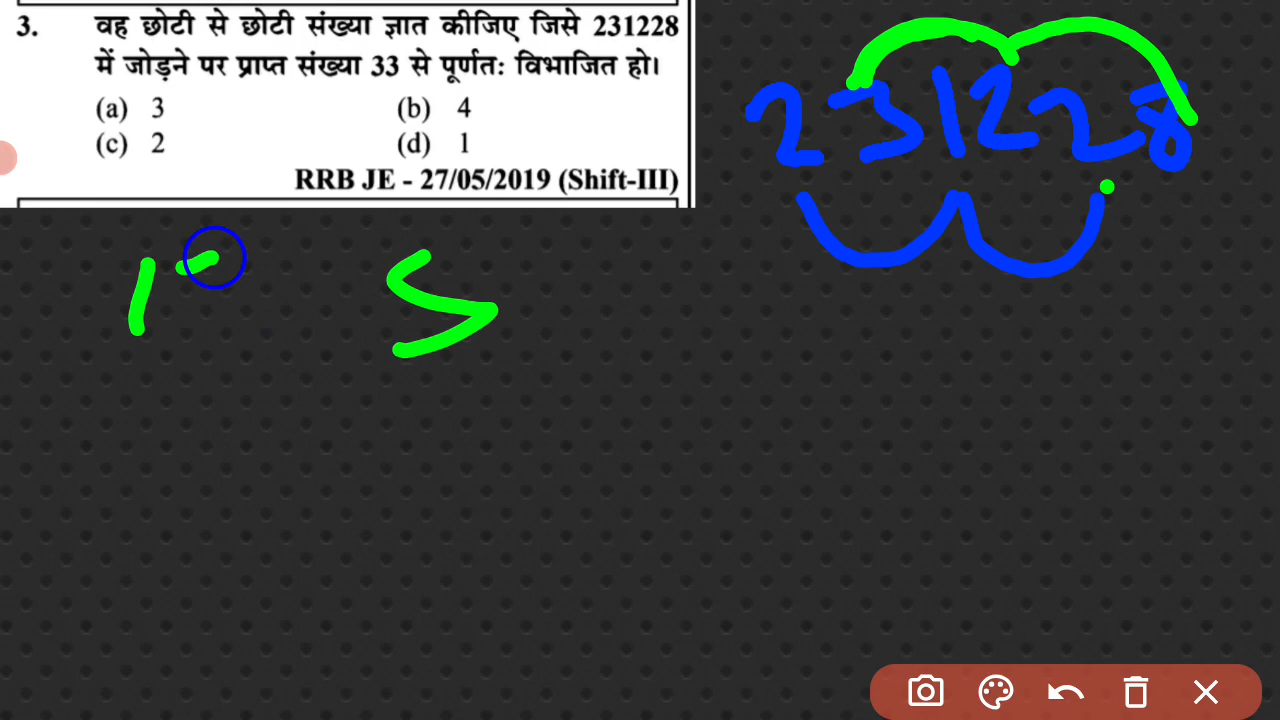 3. वह छोटी से छोटी संख्या ज्ञात कीजिए जिसे 231228
में जोड़ने पर प्राप्त संख्या 33 से पूर्णतः विभाजित हो।
(a) 3 (b) 4
(c) 2 (d) 1
RRB JE - 27/05/2019 (Shift-III)
231228
1 5